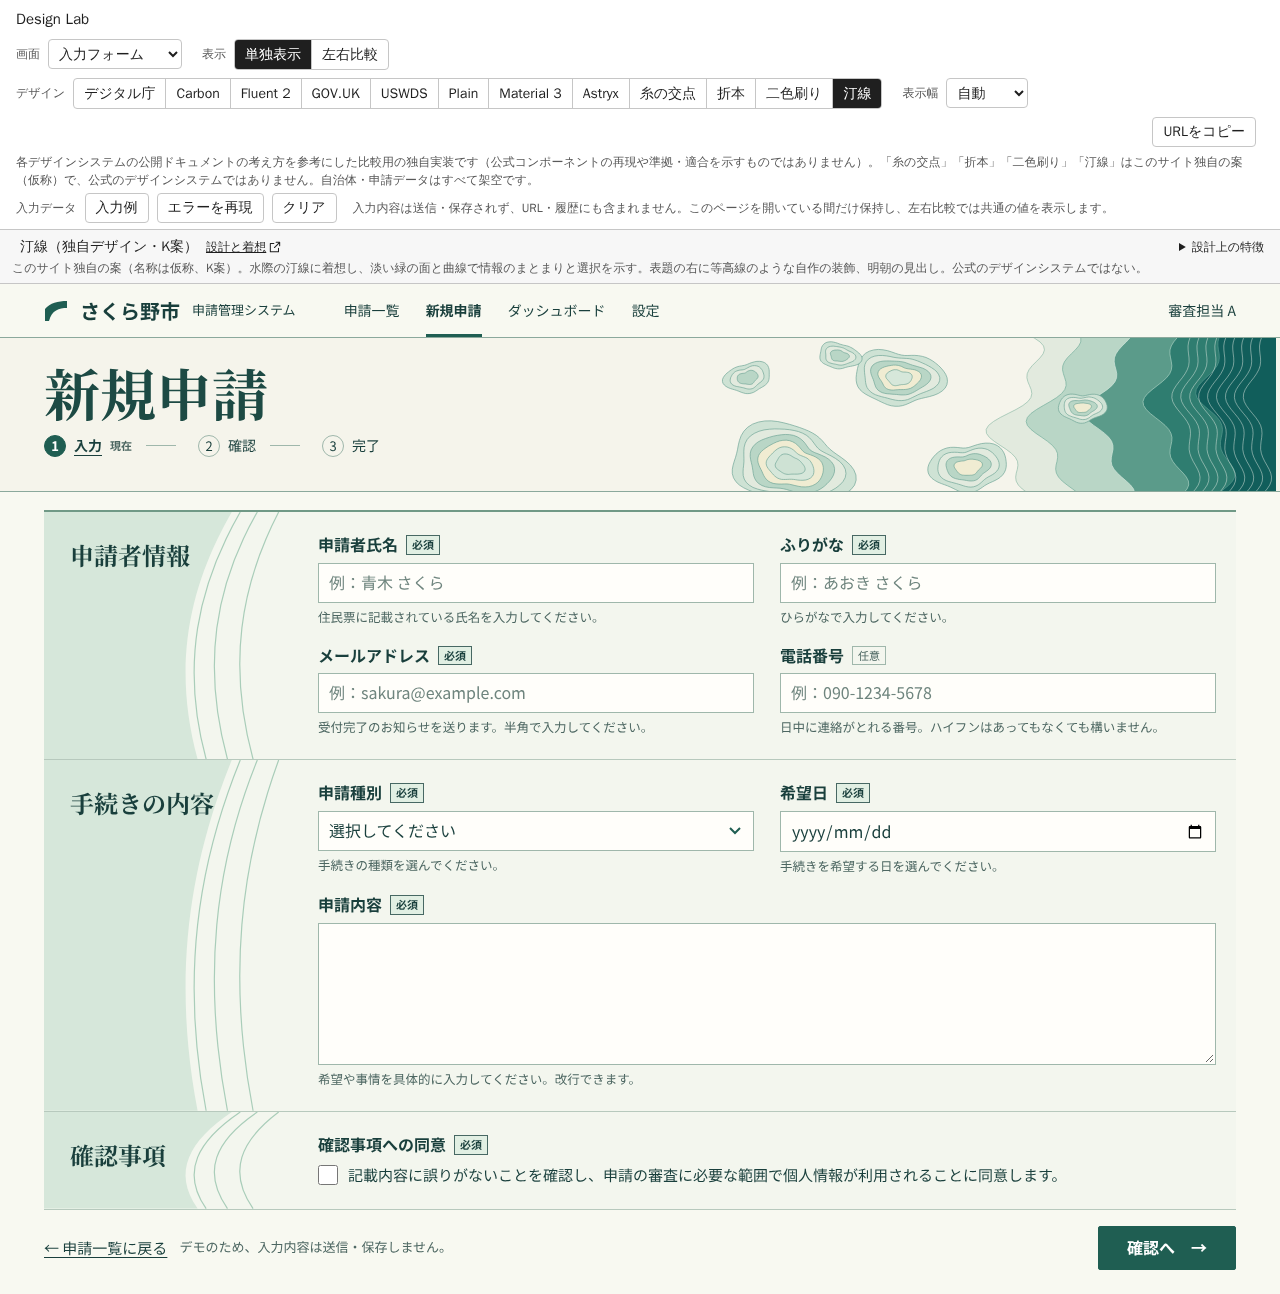 Design Lab
画面 入力フォーム 表示 単独表示 左右比較
デザイン デジタル庁 Carbon Fluent 2 GOV.UK USWDS Plain Material 3 Astryx 糸の交点 折本 二色刷り 汀線 表示幅 自動
URLをコピー
各デザインシステムの公開ドキュメントの考え方を参考にした比較用の独自実装です（公式コンポーネントの再現や準拠・適合を示すものではありません）。「糸の交点」「折本」「二色刷り」「汀線」はこのサイト独自の案
（仮称）で、公式のデザインシステムではありません。自治体・申請データはすべて架空です。
入力データ 入力例 エラーを再現 クリア 入力内容は送信・保存されず、URL・履歴にも含まれません。このページを開いている間だけ保持し、左右比較では共通の値を表示します。
汀線（独自デザイン・K案） 設計と着想 ▶ 設計上の特徴
このサイト独自の案（名称は仮称、K案）。水際の汀線に着想し、淡い緑の面と曲線で情報のまとまりと選択を示す。表題の右に等高線のような自作の装飾、明朝の見出し。公式のデザインシステムではない。
さくら野市 申請管理システム 申請一覧 新規申請 ダッシュボード 設定 審査担当 A
新規申請
1 入力 現在 2 確認 3 完了
申請者情報
申請者氏名 必須 ふりがな 必須
例：青木 さくら 例：あおき さくら
住民票に記載されている氏名を入力してください。 ひらがなで入力してください。
メールアドレス 必須 電話番号 任意
例：sakura@example.com 例：090-1234-5678
受付完了のお知らせを送ります。半角で入力してください。 日中に連絡がとれる番号。ハイフンはあってもなくても構いません。
手続きの内容
申請種別 必須 希望日 必須
選択してください yyyy/mm/dd
手続きの種類を選んでください。 手続きを希望する日を選んでください。
申請内容 必須
希望や事情を具体的に入力してください。改行できます。
確認事項
確認事項への同意 必須
記載内容に誤りがないことを確認し、申請の審査に必要な範囲で個人情報が利用されることに同意します。
← 申請一覧に戻る デモのため、入力内容は送信・保存しません。 確認へ →